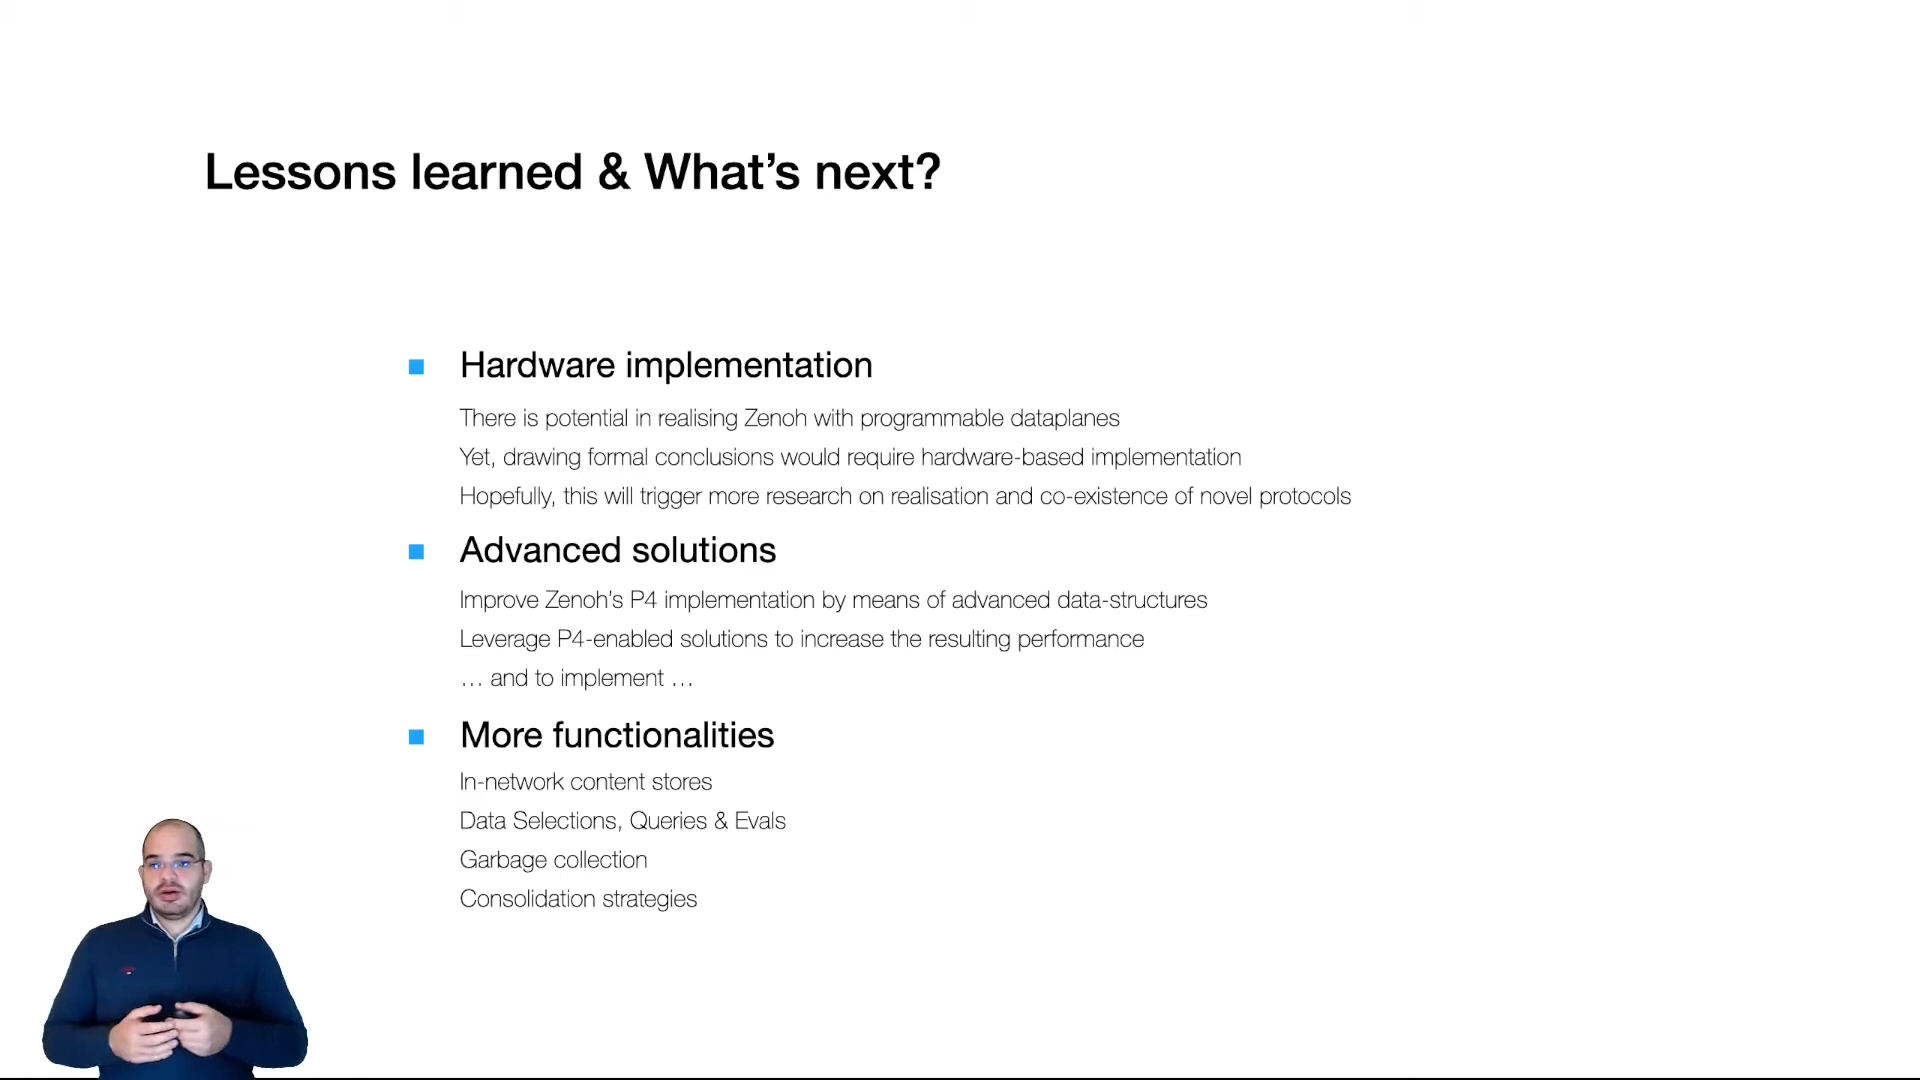 Lessons learned & What's next?
Hardware implementation
There is potential in realising Zenoh with programmable dataplanes
Yet, drawing formal conclusions would require hardware-based implementation
Hopefully, this will trigger more research on realisation and co-existence of novel protocols
Advanced solutions
Improve Zenoh's P4 implementation by means of advanced data-structures
Leverage P4-enabled solutions to increase the resulting performance
… and to implement …
More functionalities
In-network content stores
Data Selections, Queries & Evals
Garbage collection
Consolidation strategies